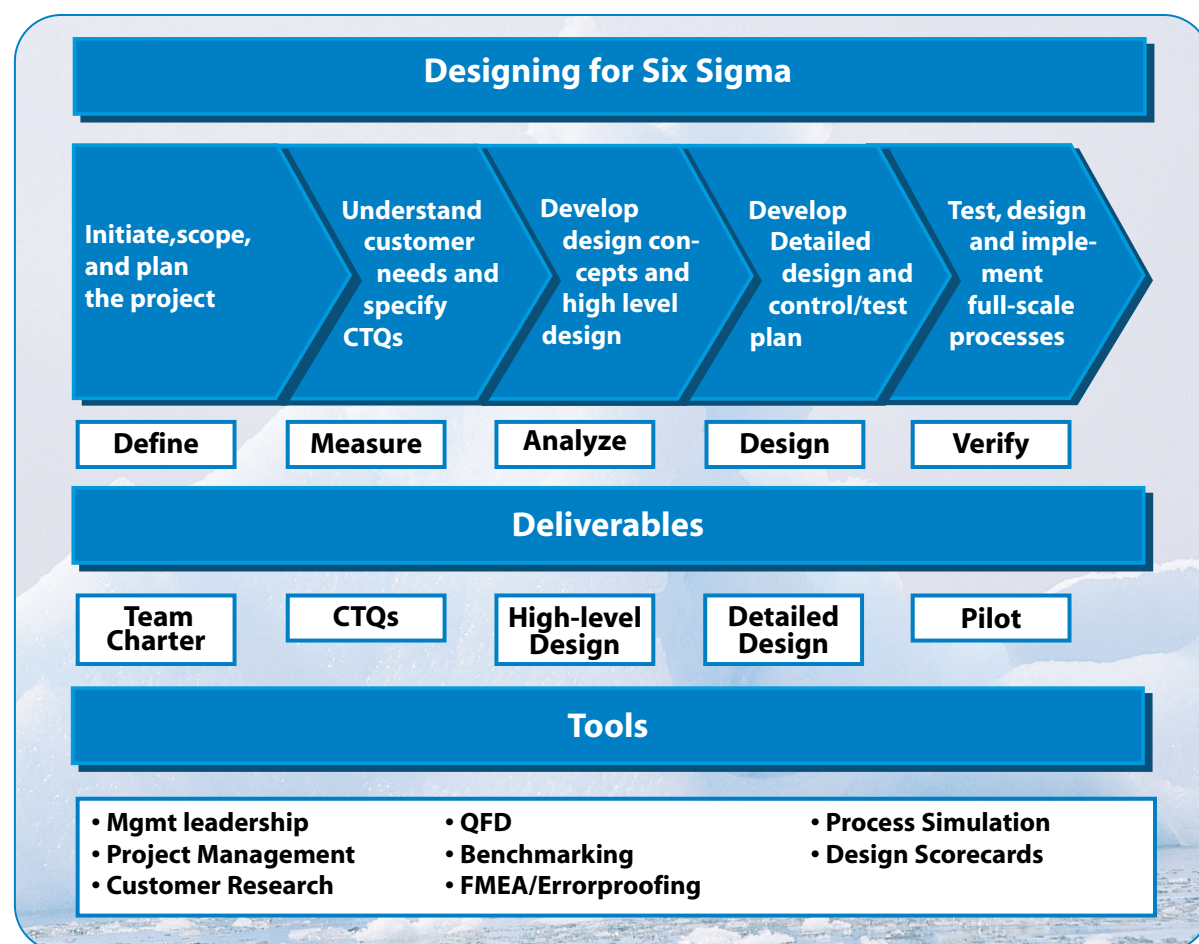 Designing for Six Sigma
Initiate,scope,
and plan
the project
Understand
customer
needs and
specify
CTQs
Develop
design con-
cepts and
high level
design
Develop
Detailed
design and
control/test
plan
Test, design
and imple-
ment
full-scale
processes
Define
Measure
Analyze
Design
Verify
Deliverables
Team
Charter
CTQs
High-level
Design
Detailed
Design
Pilot
Tools
• Mgmt leadership
• Project Management
• Customer Research
• QFD
• Benchmarking
• FMEA/Errorproofing
• Process Simulation
• Design Scorecards